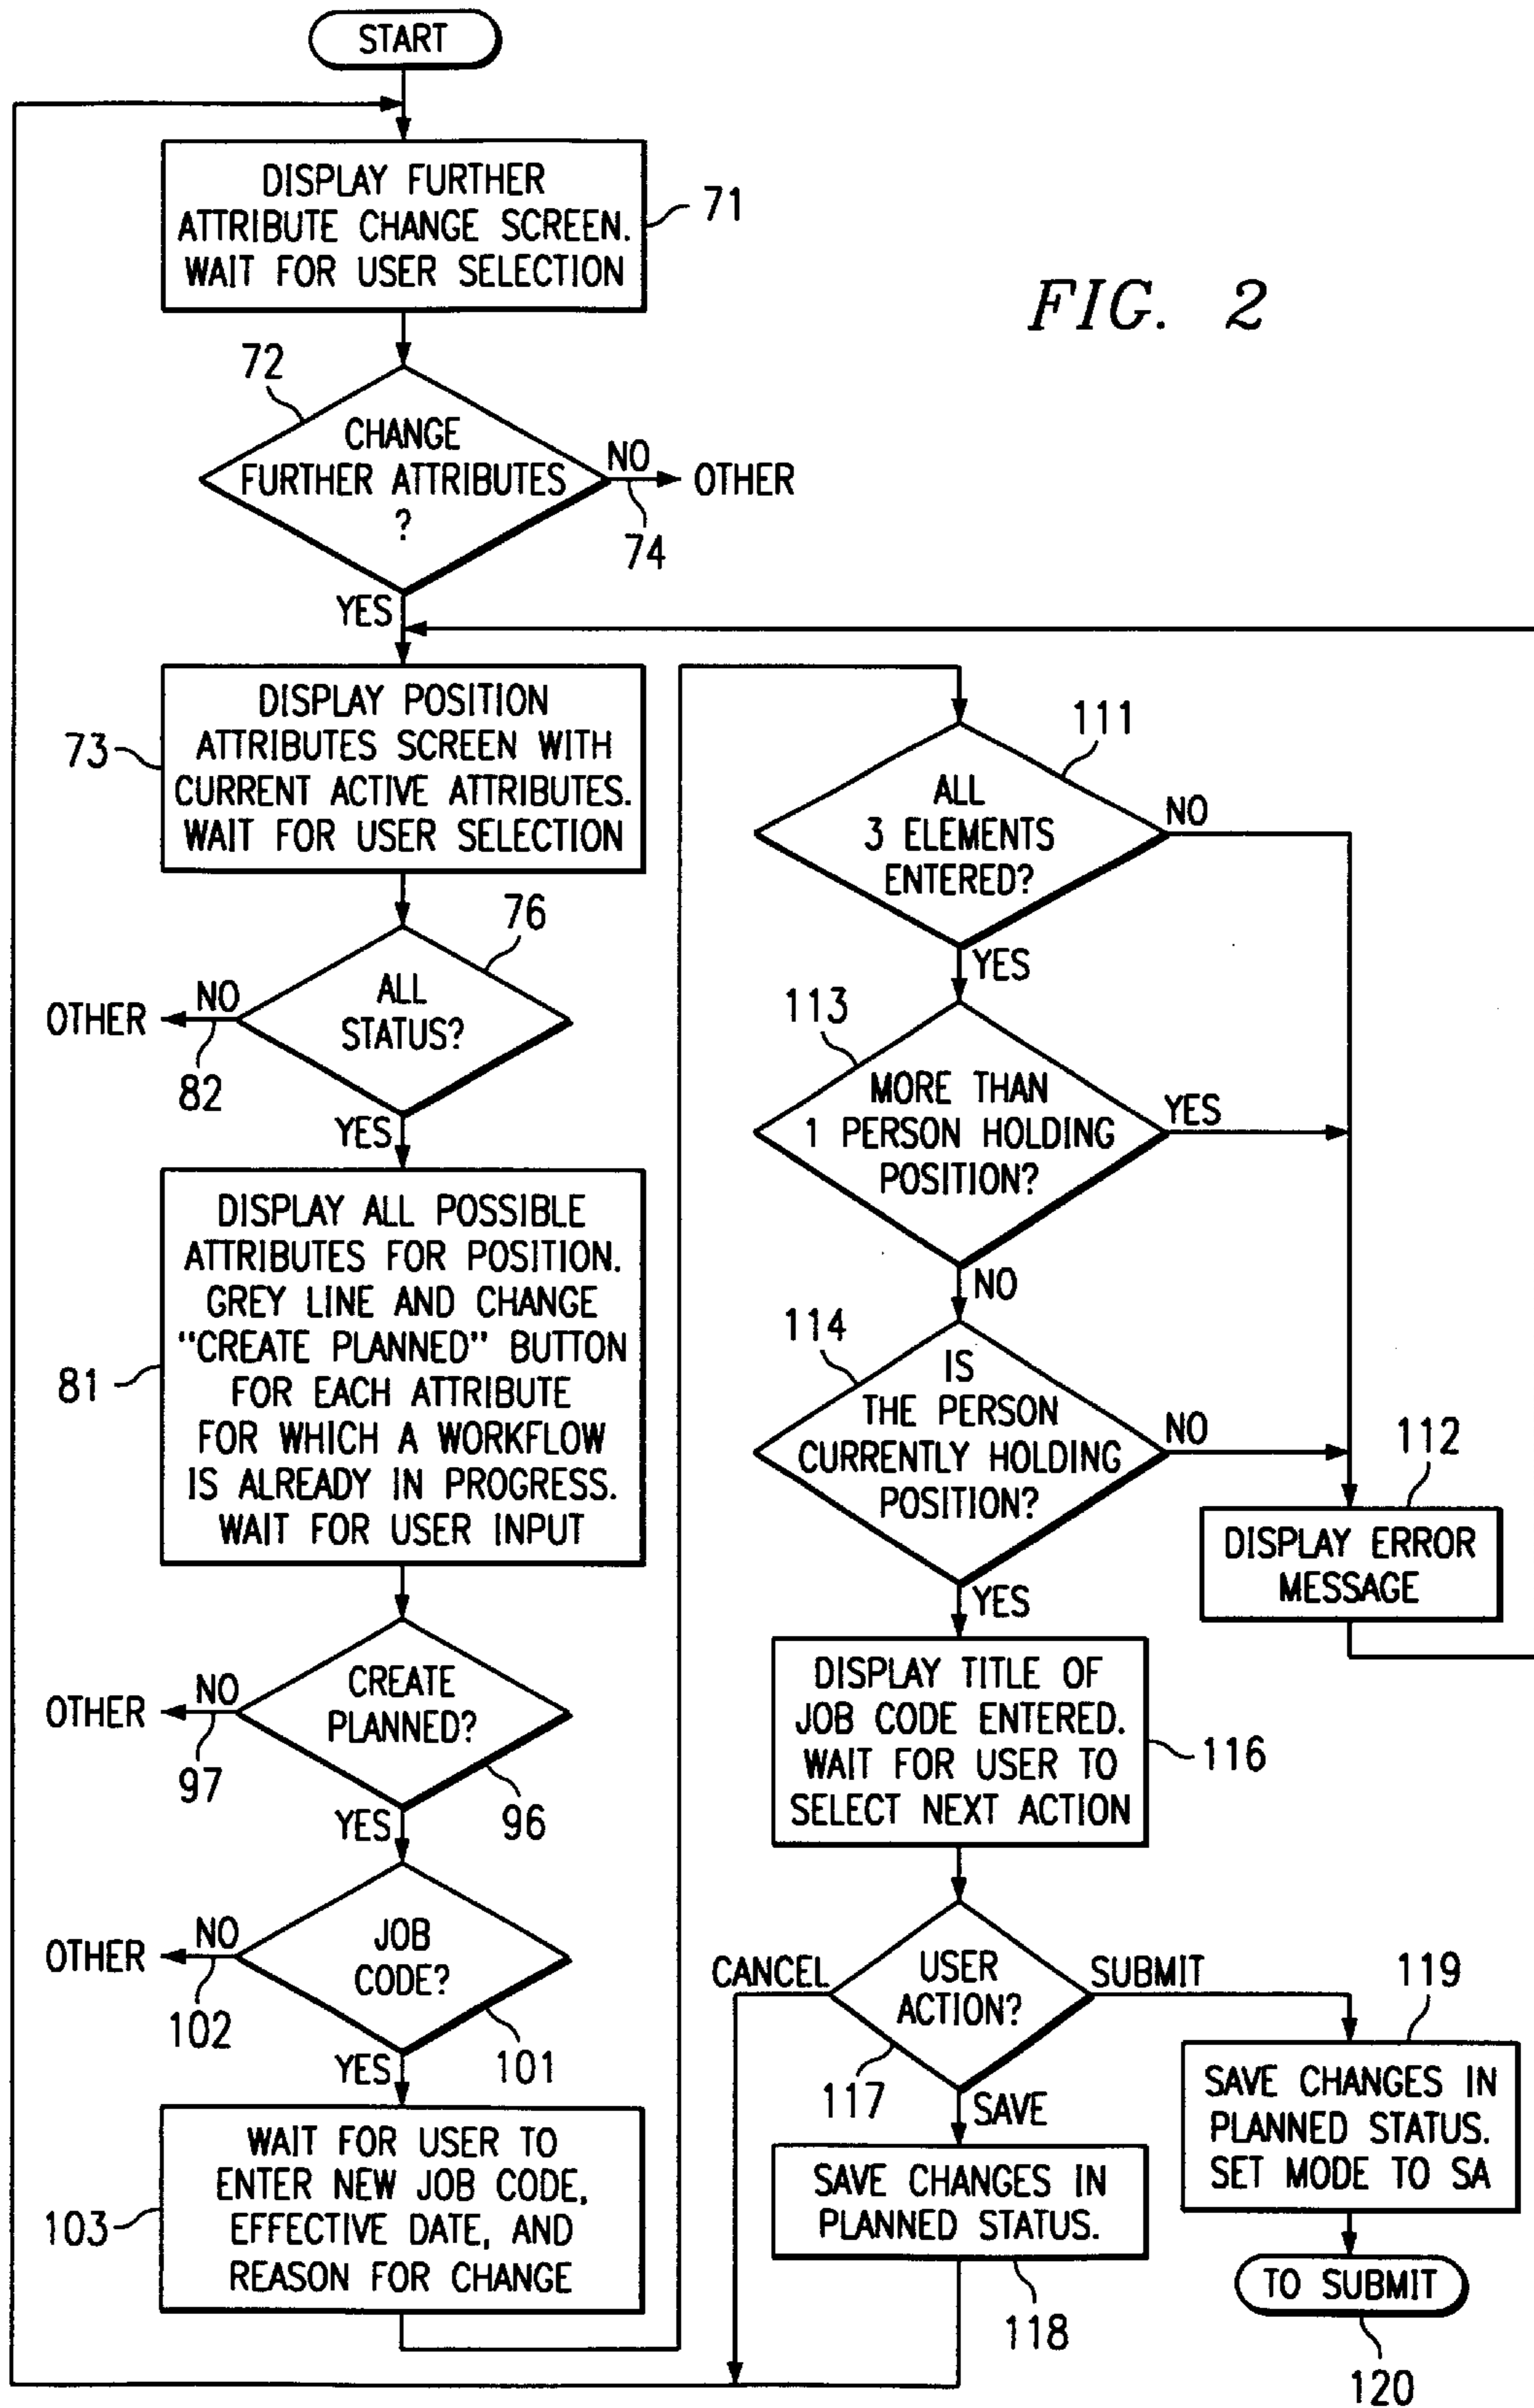 START
DISPLAY FURTHER
ATTRIBUTE CHANGE SCREEN.
WAIT FOR USER SELECTION
71
FIG. 2
72
CHANGE
FURTHER ATTRIBUTES
?
NO
OTHER
74
YES
DISPLAY POSITION
ATTRIBUTES SCREEN WITH
CURRENT ACTIVE ATTRIBUTES.
WAIT FOR USER SELECTION
73
76
ALL
STATUS?
NO
OTHER
82
YES
DISPLAY ALL POSSIBLE
ATTRIBUTES FOR POSITION.
GREY LINE AND CHANGE
"CREATE PLANNED" BUTTON
FOR EACH ATTRIBUTE
FOR WHICH A WORKFLOW
IS ALREADY IN PROGRESS.
WAIT FOR USER INPUT
81
CREATE
PLANNED?
NO
OTHER
97
96
YES
JOB
CODE?
NO
OTHER
102
101
YES
WAIT FOR USER TO
ENTER NEW JOB CODE,
EFFECTIVE DATE, AND
REASON FOR CHANGE
103
111
ALL
3 ELEMENTS
ENTERED?
NO
YES
113
MORE THAN
1 PERSON HOLDING
POSITION?
YES
NO
114
IS
THE PERSON
CURRENTLY HOLDING
POSITION?
NO
YES
112
DISPLAY ERROR
MESSAGE
DISPLAY TITLE OF
JOB CODE ENTERED.
WAIT FOR USER TO
SELECT NEXT ACTION
116
USER
ACTION?
CANCEL
SUBMIT
117
SAVE
SAVE CHANGES IN
PLANNED STATUS.
118
119
SAVE CHANGES IN
PLANNED STATUS.
SET MODE TO SA
TO SUBMIT
120